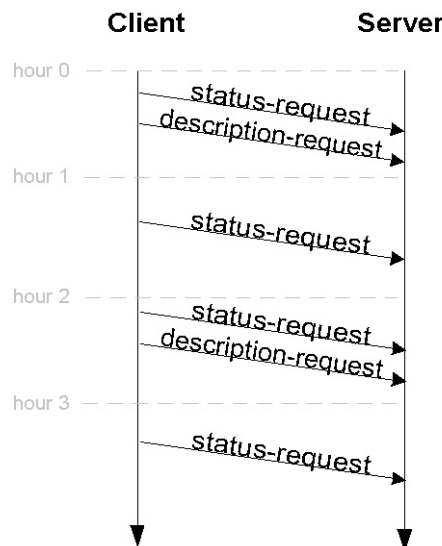 Client Server
hour 0
status-request
description-request
hour 1
status-request
hour 2
status-request
description-request
hour 3
status-request